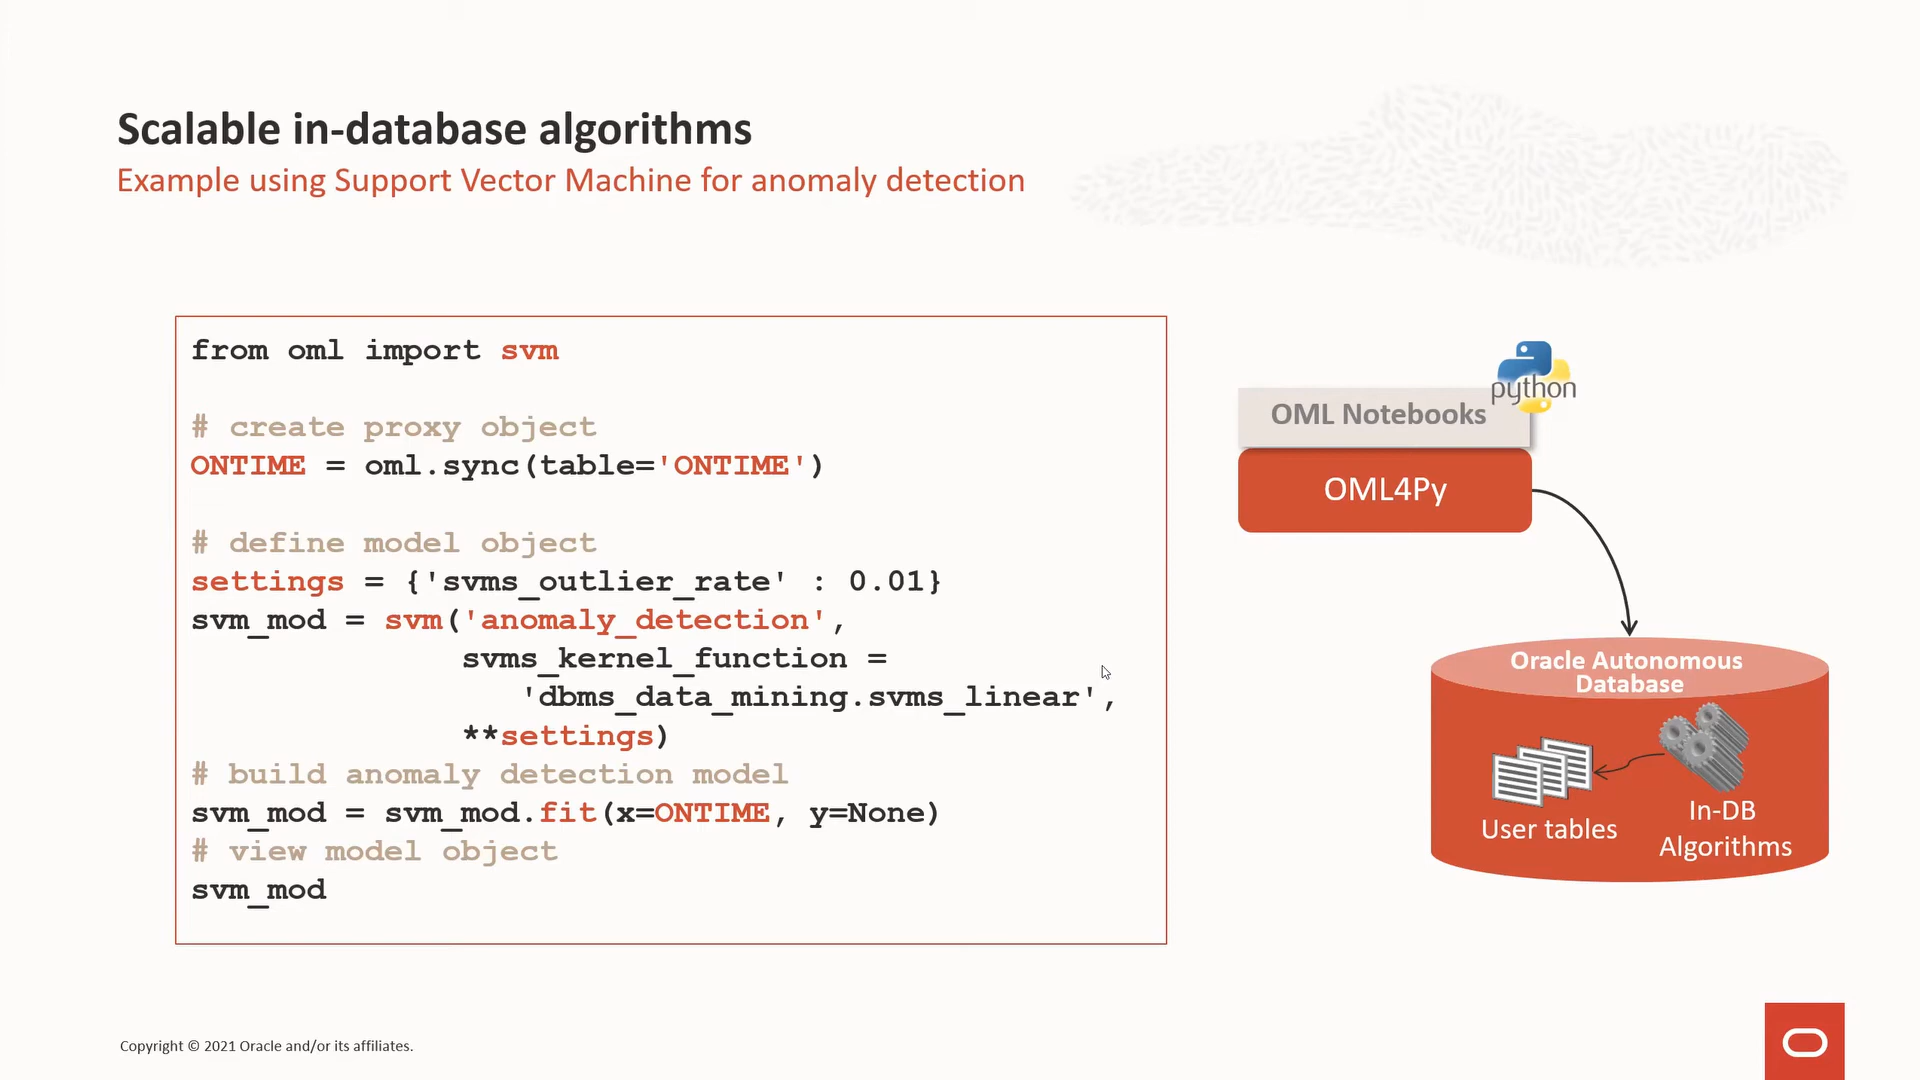 Scalable in-database algorithms
Example using Support Vector Machine for anomaly detection
from oml import svm
# create proxy object
ONTIME = oml.sync(table='ONTIME')
# define model object
settings = {'svms_outlier_rate' : 0.01}
svm_mod = svm('anomaly_detection',
svms_kernel_function =
'dbms_data_mining.svms_linear',
**settings)
# build anomaly detection model
svm_mod = svm_mod.fit(x=ONTIME, y=None)
# view model object
svm_mod
python
OML Notebooks
OML4Py
Oracle Autonomous
Database
User tables
In-DB
Algorithms
Copyright © 2021 Oracle and/or its affiliates.